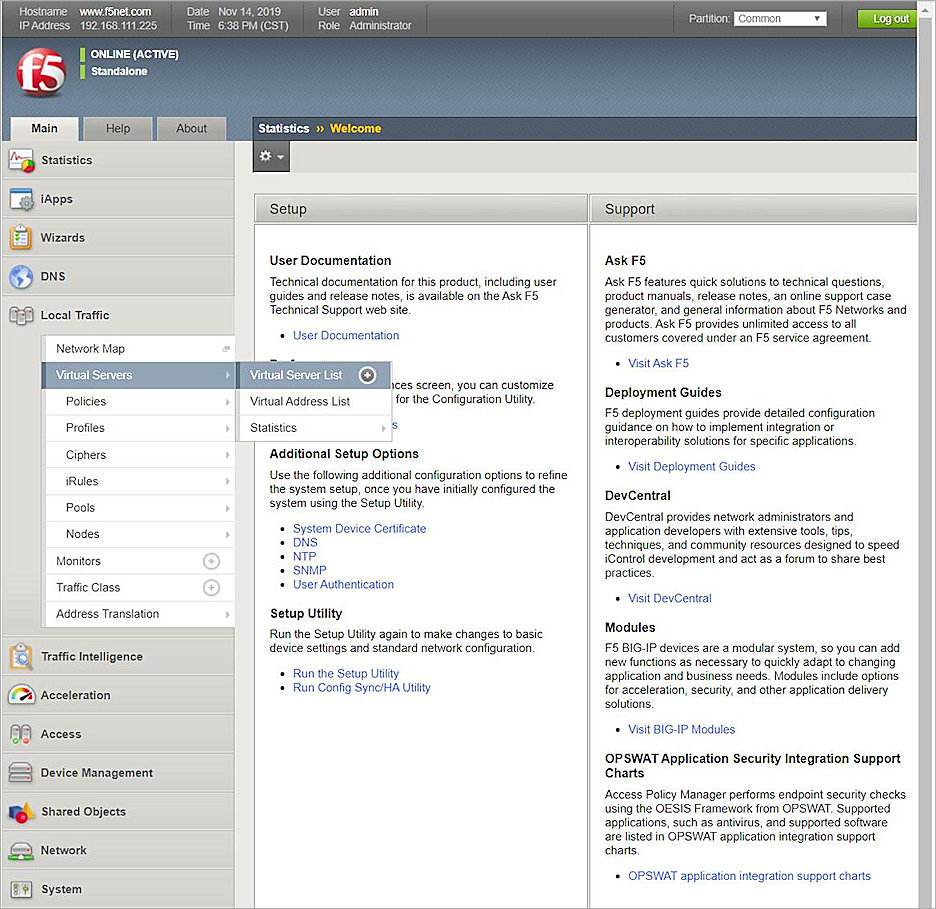 Hostname www.f5net.com Date Nov 14, 2019 User admin
IP Address 192.168.111.225 Time 6:38 PM (CST) Role Administrator
Partition: Common
Log out
f5
ONLINE (ACTIVE)
Standalone
Main Help About
Statistics
iApps
Wizards
DNS
Local Traffic
Network Map
Virtual Servers
Policies
Profiles
Ciphers
iRules
Pools
Nodes
Monitors
Traffic Class
Address Translation
Virtual Server List
Virtual Address List
Statistics
Traffic Intelligence
Acceleration
Access
Device Management
Shared Objects
Network
System
Statistics ›› Welcome
Setup
User Documentation
Technical documentation for this product, including user
guides and release notes, is available on the Ask F5
Technical Support web site.
User Documentation
nces screen, you can customize
for the Configuration Utility.
s
Additional Setup Options
Use the following additional configuration options to refine
the system setup, once you have initially configured the
system using the Setup Utility.
System Device Certificate
DNS
NTP
SNMP
User Authentication
Setup Utility
Run the Setup Utility again to make changes to basic
device settings and standard network configuration.
Run the Setup Utility
Run Config Sync/HA Utility
Support
Ask F5
Ask F5 features quick solutions to technical questions,
product manuals, release notes, an online support case
generator, and general information about F5 Networks and
products. Ask F5 provides unlimited access to all
customers covered under an F5 service agreement.
Visit Ask F5
Deployment Guides
F5 deployment guides provide detailed configuration
guidance on how to implement integration or
interoperability solutions for specific applications.
Visit Deployment Guides
DevCentral
DevCentral provides network administrators and
application developers with extensive tools, tips,
techniques, and community resources designed to speed
iControl development and act as a forum to share best
practices.
Visit DevCentral
Modules
F5 BIG-IP devices are a modular system, so you can add
new functions as necessary to quickly adapt to changing
application and business needs. Modules include options
for acceleration, security, and other application delivery
solutions.
Visit BIG-IP Modules
OPSWAT Application Security Integration Support
Charts
Access Policy Manager performs endpoint security checks
using the OESIS Framework from OPSWAT. Supported
applications, such as antivirus, and supported software
are listed in OPSWAT application integration support
charts.
OPSWAT application integration support charts